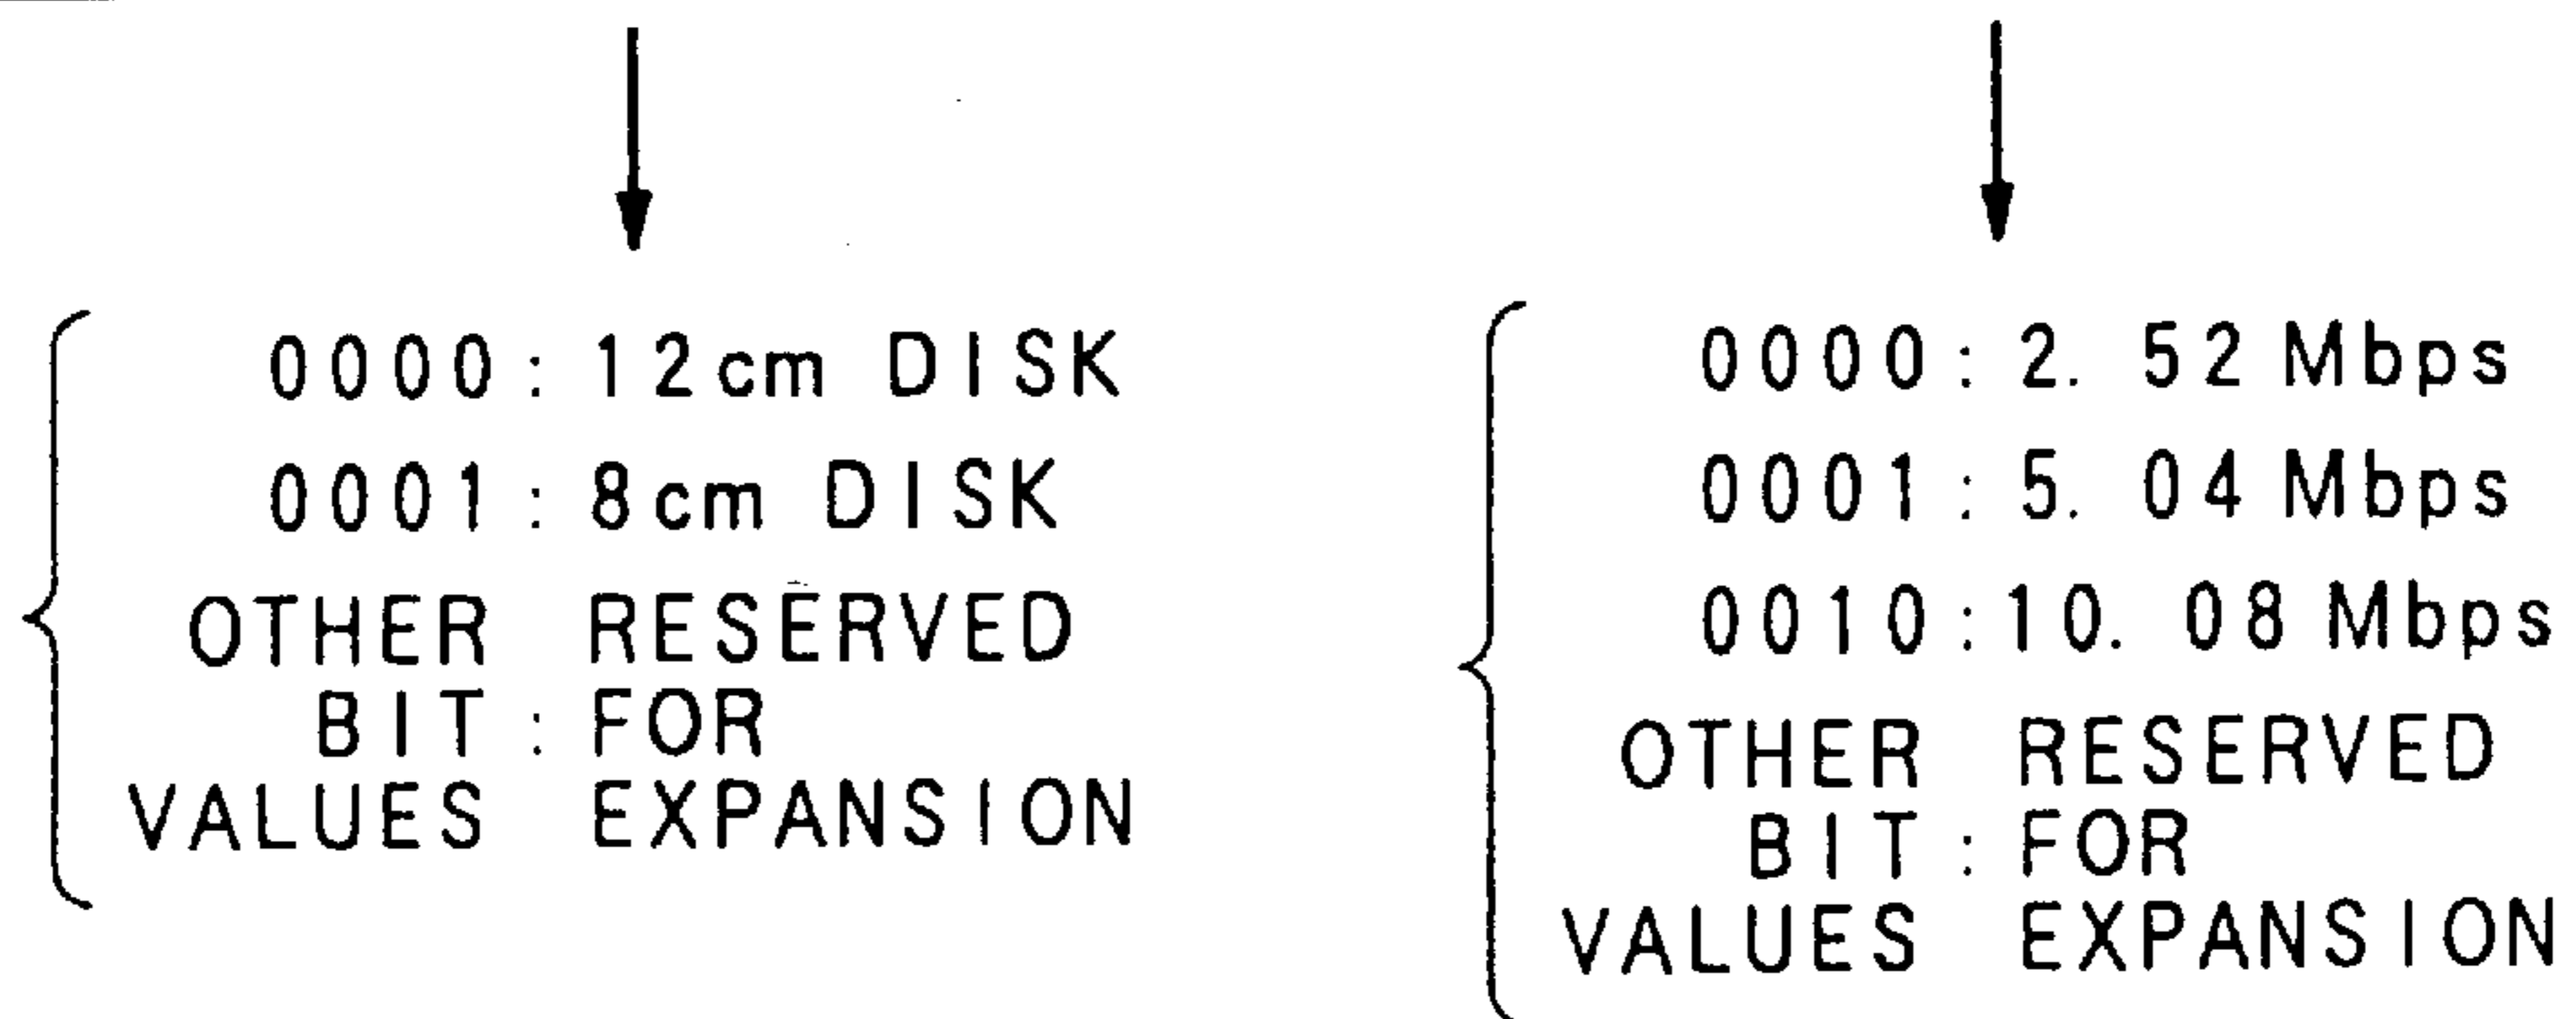 0000: 12cm DISK
0001: 8cm DISK
OTHER RESERVED
BIT: FOR
VALUES EXPANSION
0000: 2. 52 Mbps
0001: 5. 04 Mbps
0010: 10. 08 Mbps
OTHER RESERVED
BIT: FOR
VALUES EXPANSION